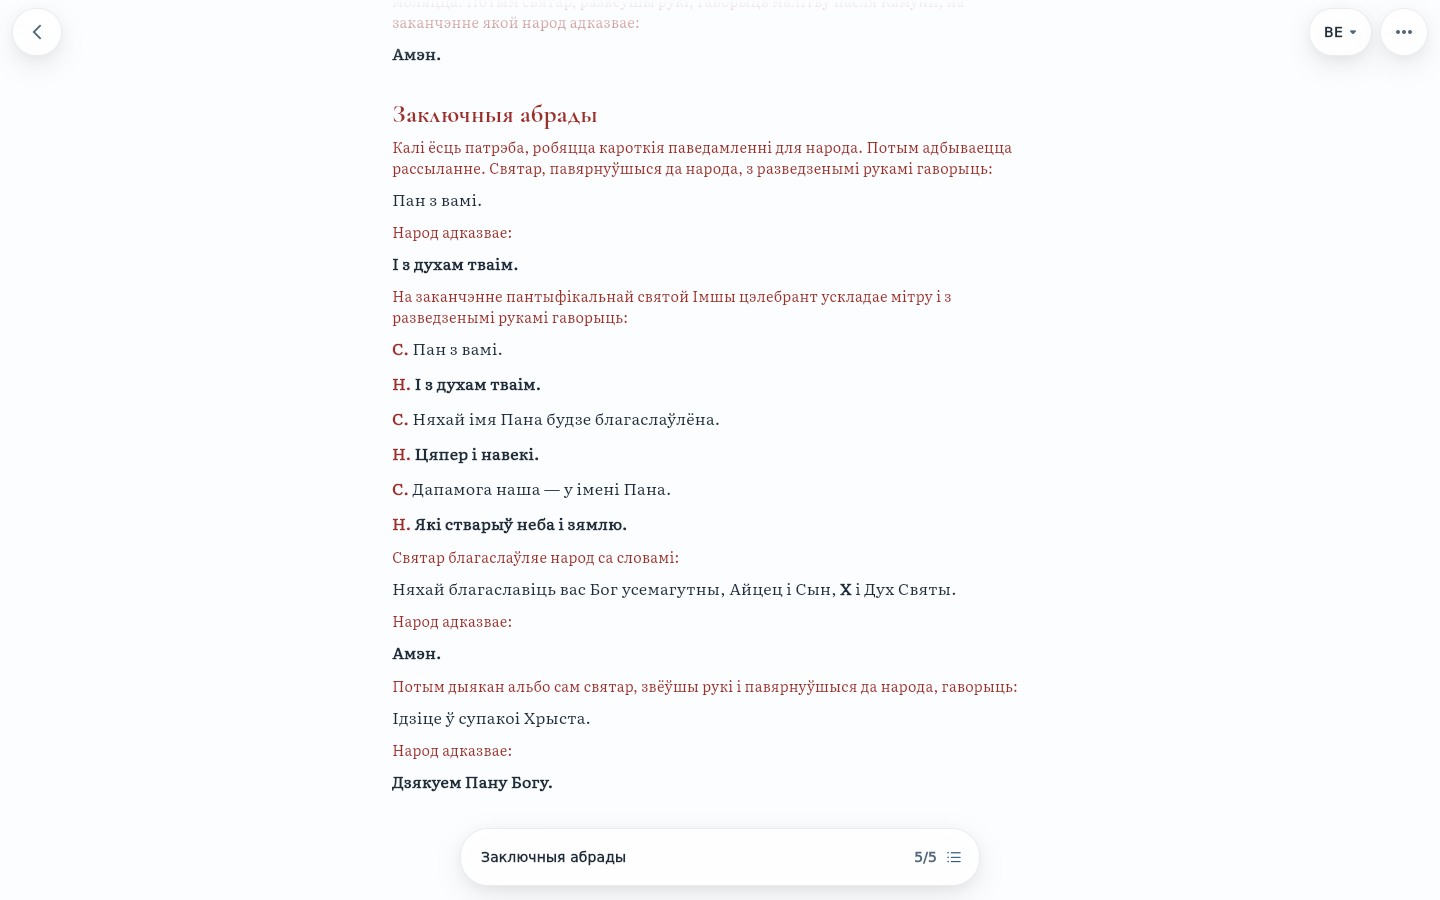 заканчэнне якой народ адказвае:
BE
Амэн.
Заключныя абрады
Калі ёсць патрэба, робяцца кароткія паведамленні для народа. Потым адбываецца
рассыланне. Святар, павярнуўшыся да народа, з разведзенымі рукамі гаворыць:
Пан з вамі.
Народ адказвае:
І з духам тваім.
На заканчэнне пантыфікальнай святой Імшы цэлебрант ускладае мітру і з
разведзенымі рукамі гаворыць:
С. Пан з вамі.
Н. І з духам тваім.
С. Няхай імя Пана будзе благаслаўлёна.
Н. Цяпер і навекі.
С. Дапамога наша — у імені Пана.
Н. Які стварыў неба і зямлю.
Святар благаслаўляе народ са словамі:
Няхай благаславіць вас Бог усемагутны, Айцец і Сын, X і Дух Святы.
Народ адказвае:
Амэн.
Потым дыякан альбо сам святар, звёўшы рукі і павярнуўшыся да народа, гаворыць:
Ідзіце ў супакоі Хрыста.
Народ адказвае:
Дзякуем Пану Богу.
Заключныя абрады
5/5